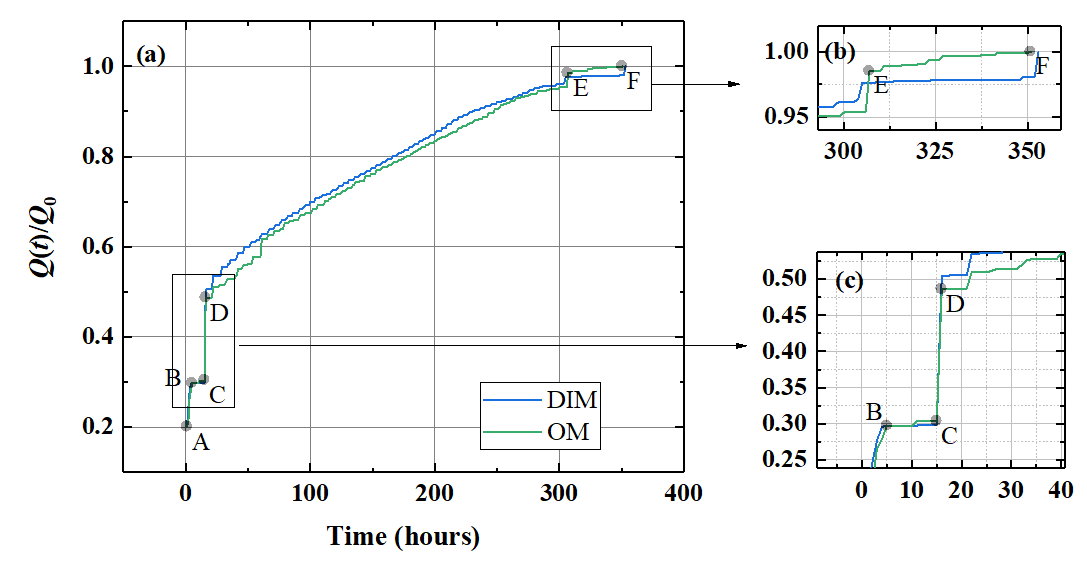 (a)
1.0
0.8
0.6
0.4
0.2
Q(t)/Q0
A
B
C
D
E
F
DIM
OM
0 100 200 300 400
Time (hours)
(b)
1.00
0.95
E
F
300 325 350
(c)
0.50
0.45
0.40
0.35
0.30
0.25
B
C
D
0 10 20 30 40